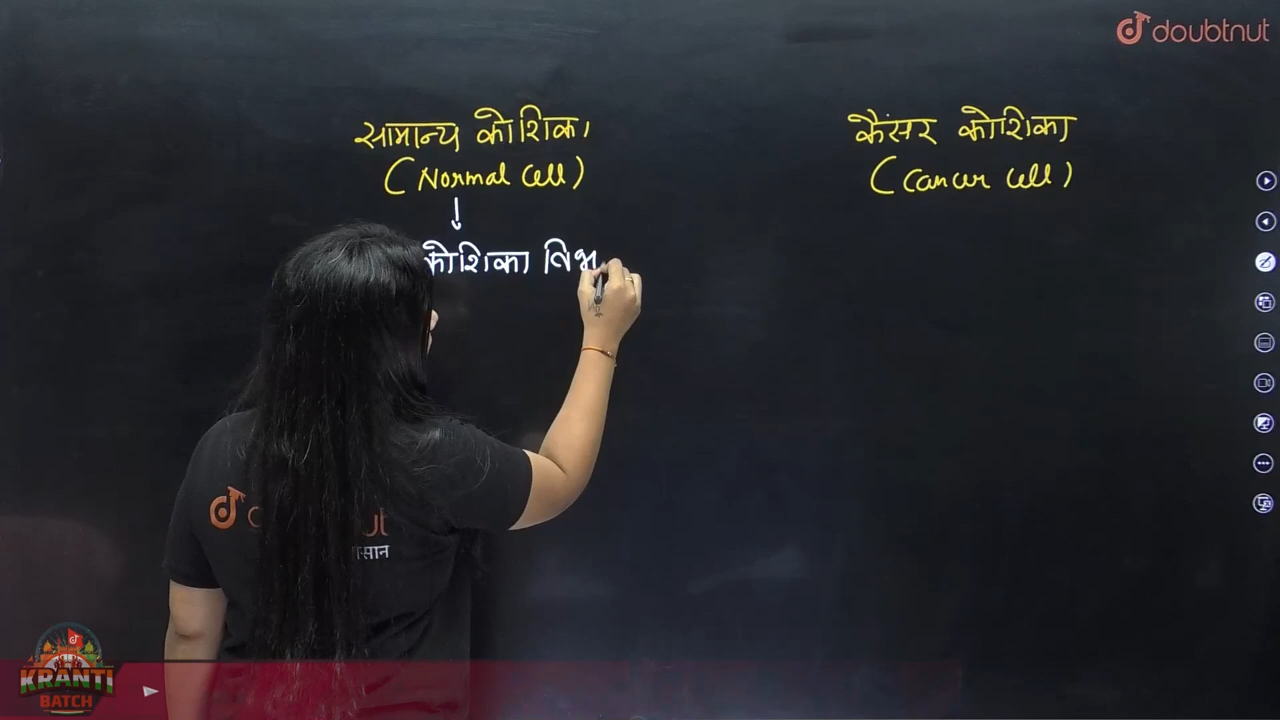 doubtnut
सामान्य कोशिका
(Normal Cell)
कैंसर कोशिका
(Cancer Cell)
कोशिका
KRANTI
BATCH